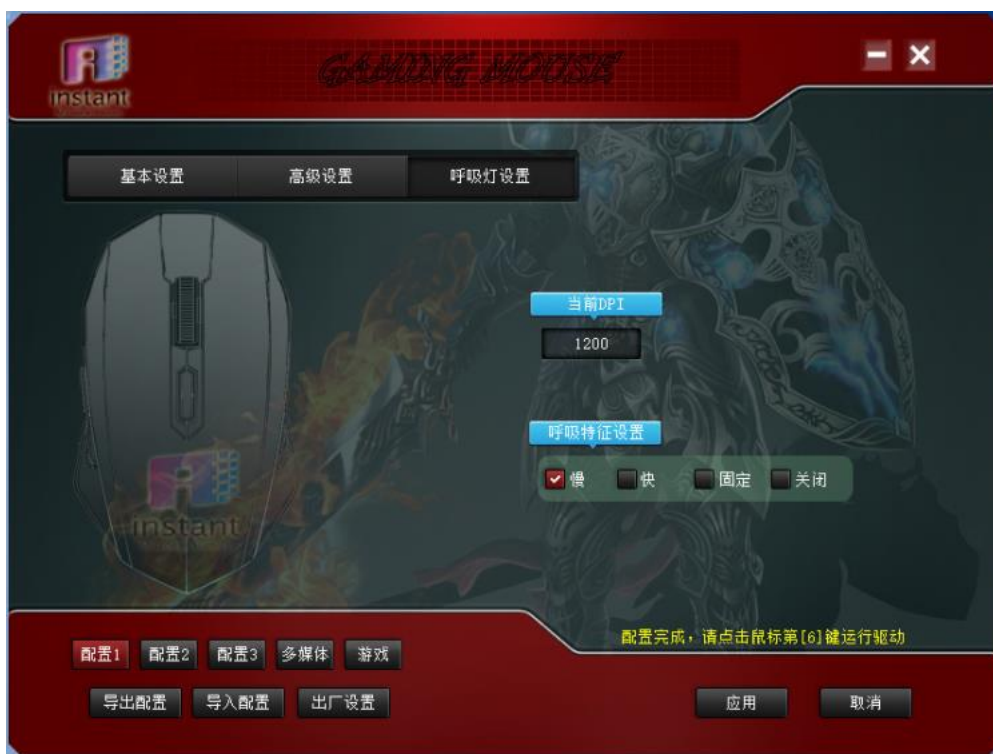 instant
GAMING MOUSE
基本设置
高级设置
呼吸灯设置
当前DPI
1200
呼吸特征设置
慢
快
固定
关闭
instant
配置完成，请点击鼠标第[6]键运行驱动
配置1
配置2
配置3
多媒体
游戏
导出配置
导入配置
出厂设置
应用
取消